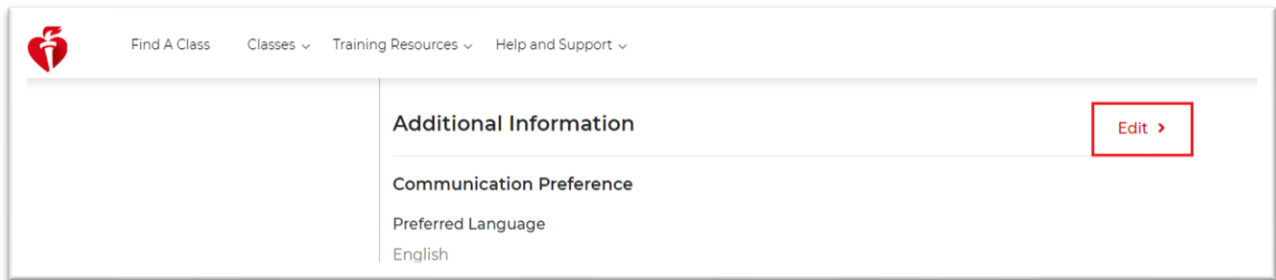 Find A Class Classes Training Resources Help and Support
Additional Information
Edit
Communication Preference
Preferred Language
English